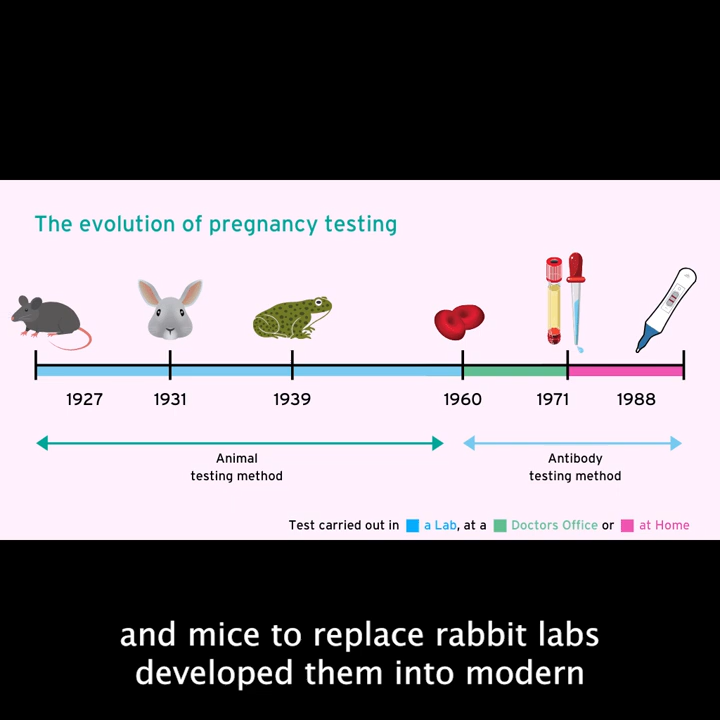 The evolution of pregnancy testing
1927 1931 1939 1960 1971 1988
Animal
testing method
Antibody
testing method
Test carried out in a Lab, at a Doctors Office or at Home
and mice to replace rabbit labs
developed them into modern